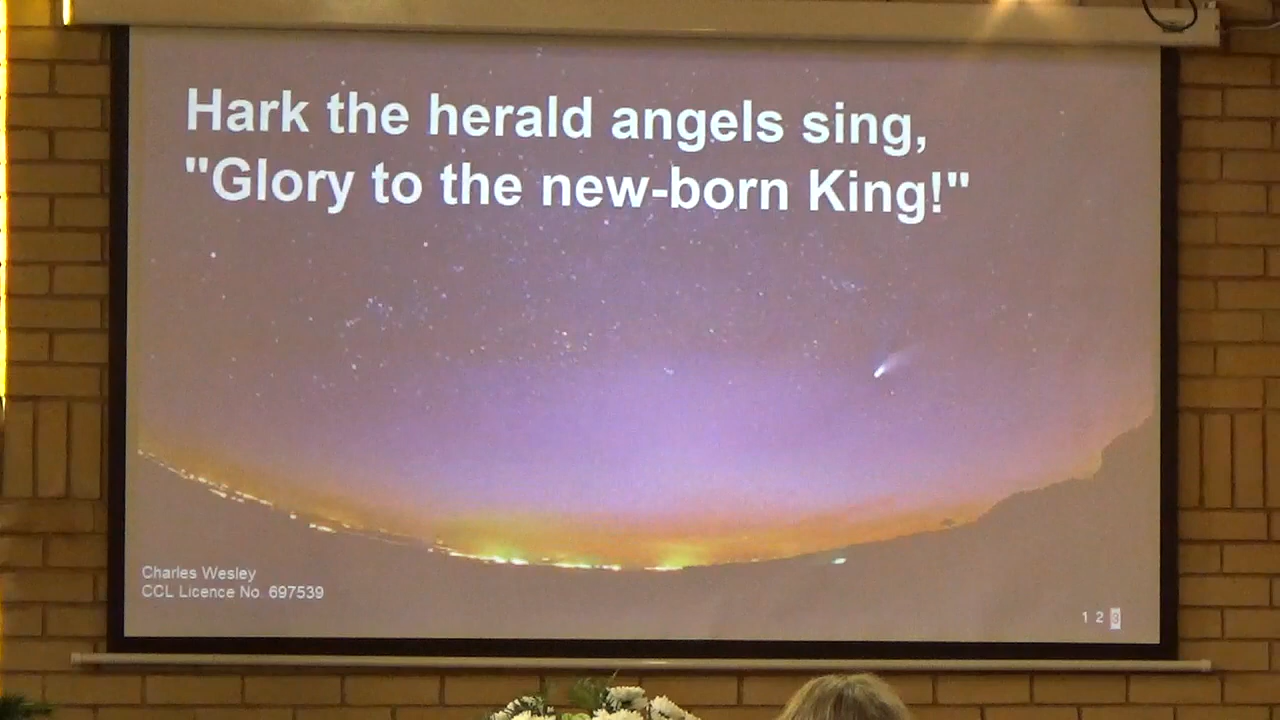 Hark the herald angels sing,
"Glory to the new-born King!"
Charles Wesley
CCL Licence No. 697539
1 2 3